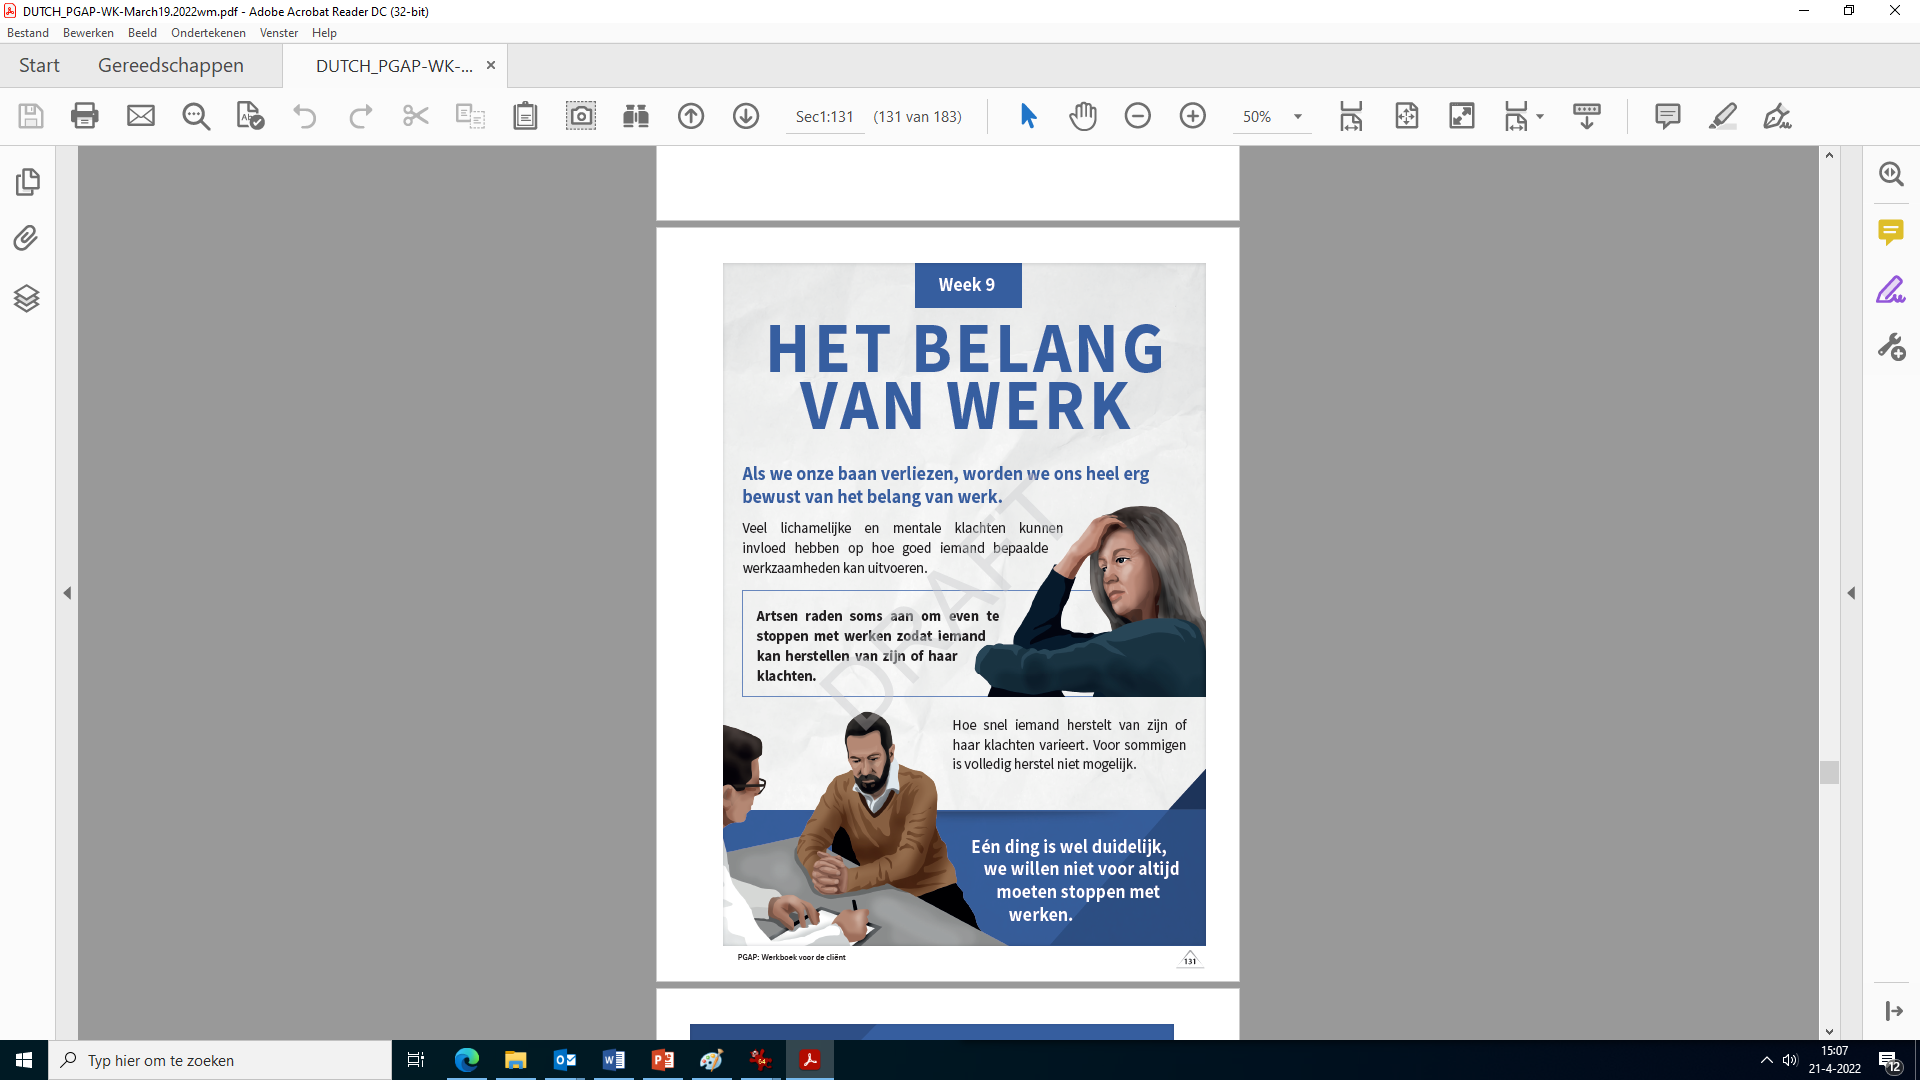 DUTCH_PGAP-WK-March19.2022wm.pdf - Adobe Acrobat Reader DC (32-bit)
Bestand Bewerken Beeld Ondertekenen Venster Help
Start Gereedschappen DUTCH_PGAP-WK-...
Sec1:131 (131 van 183) 50%
Week 9
HET BELANG
VAN WERK
Als we onze baan verliezen, worden we ons heel erg
bewust van het belang van werk.
Veel lichamelijke en mentale klachten kunnen
invloed hebben op hoe goed iemand bepaalde
werkzaamheden kan uitvoeren.
Artsen raden soms aan om even te
stoppen met werken zodat iemand
kan herstellen van zijn of haar
klachten.
DRAFT
Hoe snel iemand herstelt van zijn of
haar klachten varieert. Voor sommigen
is volledig herstel niet mogelijk.
Eén ding is wel duidelijk,
we willen niet voor altijd
moeten stoppen met
werken.
PGAP: Werkboek voor de cliënt
131
Typ hier om te zoeken
15:07
21-4-2022
12